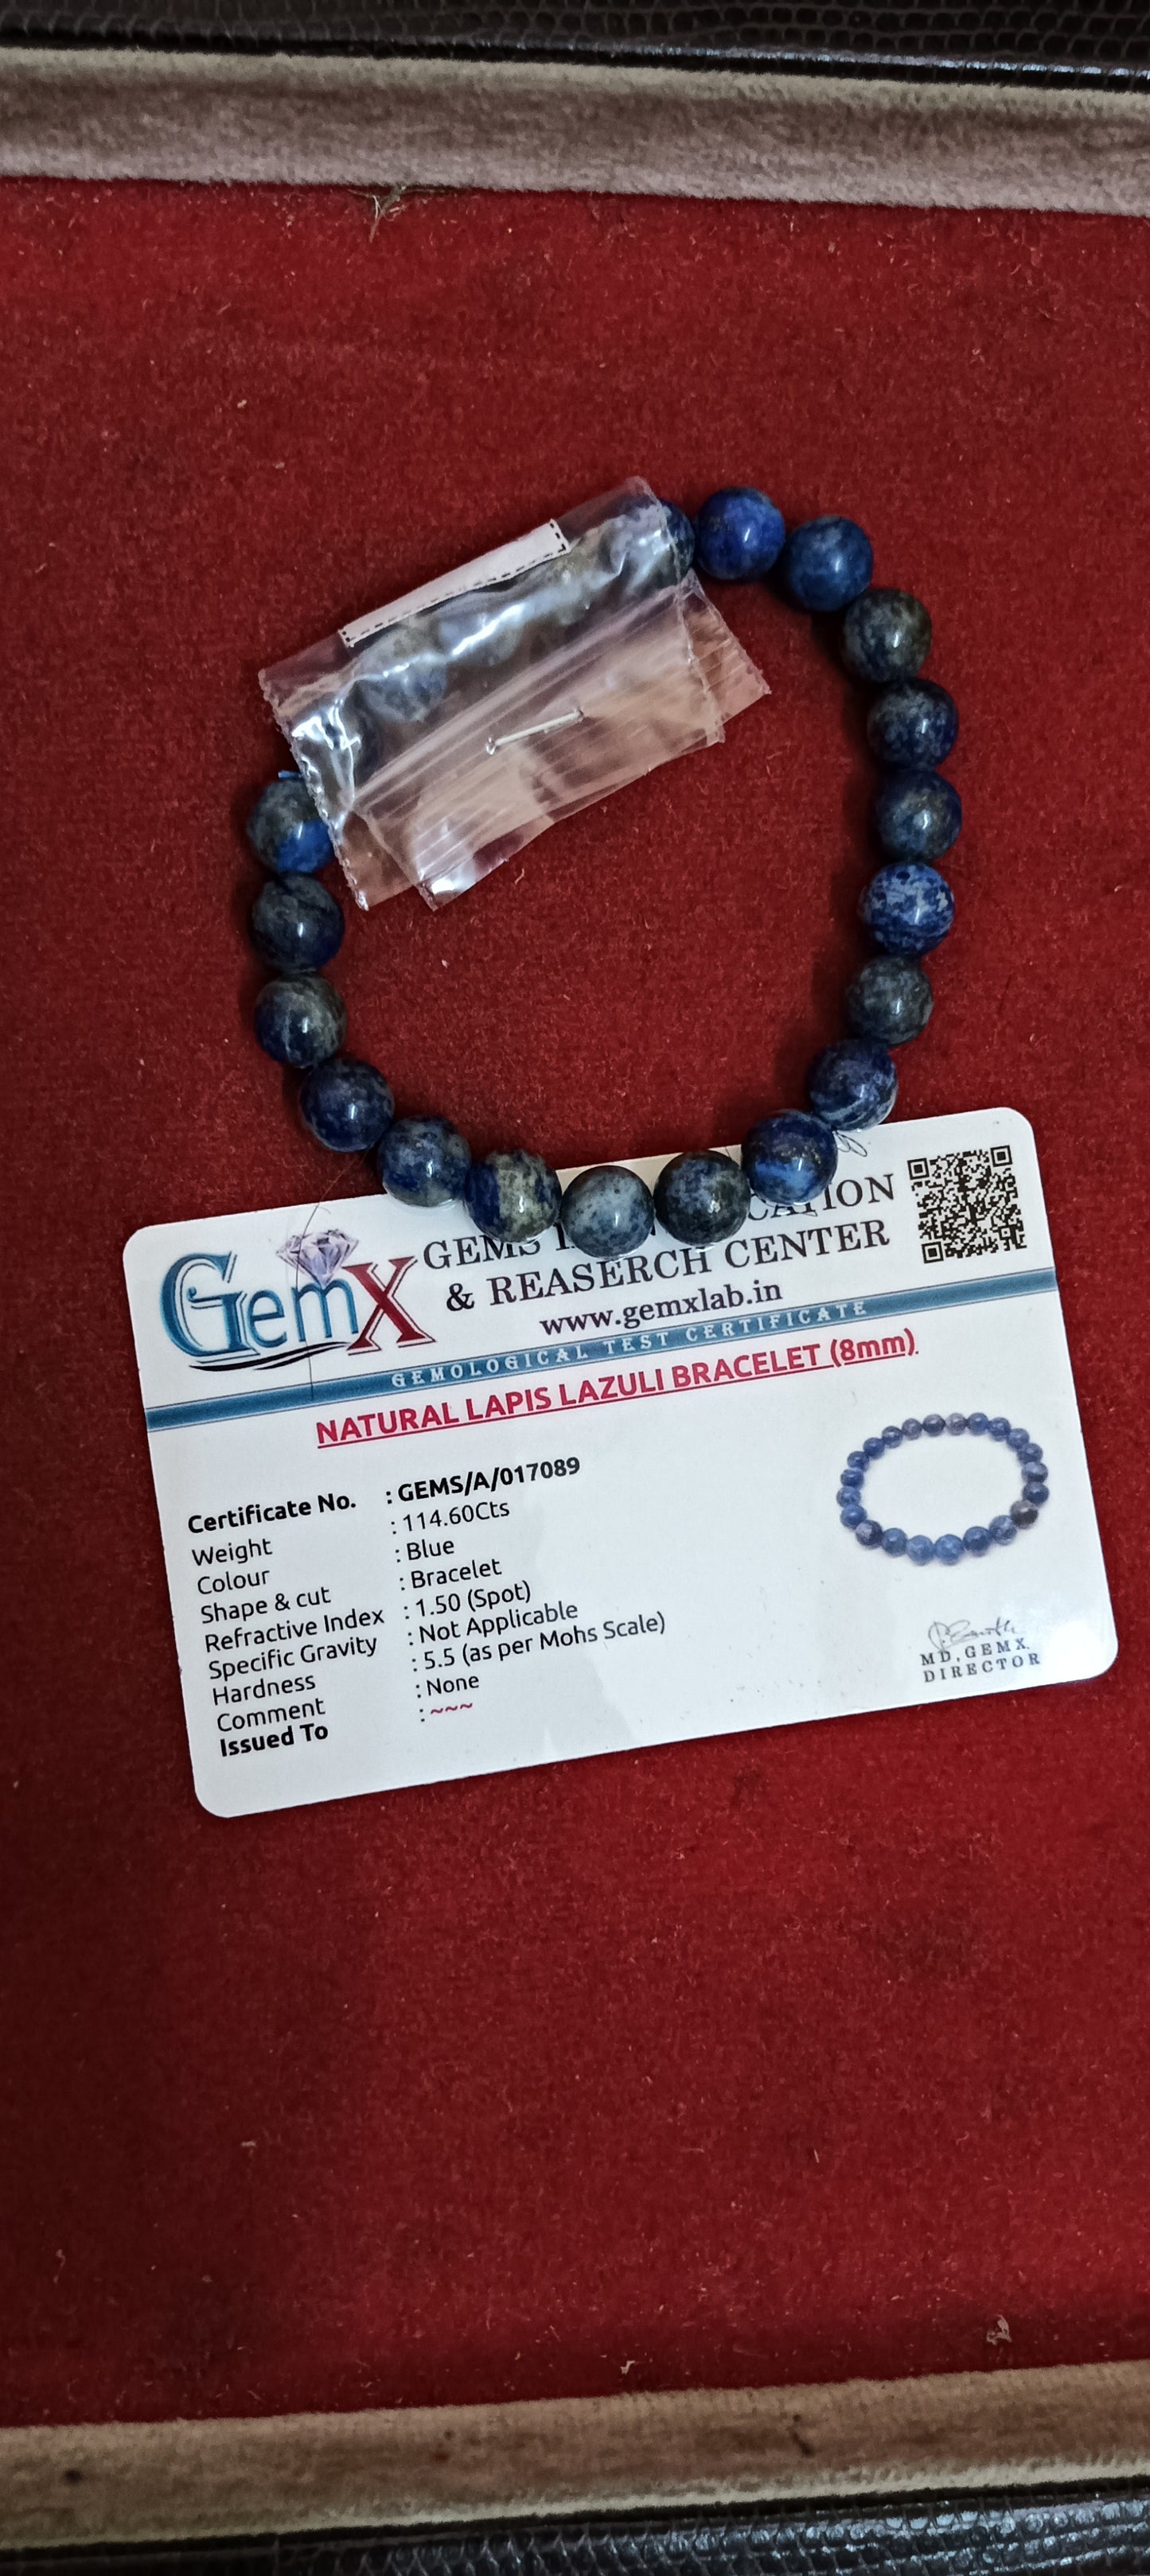 GemX
GEMS
& REASERCH CENTER
www.gemxlab.in
GEMOLOGICAL TEST CERTIFICATE
NATURAL LAPIS LAZULI BRACELET (8mm)
Certificate No. : GEMS/A/017089
Weight : 114.60Cts
Colour : Blue
Shape & cut : Bracelet
Refractive Index : 1.50 (Spot)
Specific Gravity : Not Applicable
Hardness : 5.5 (as per Mohs Scale)
Comment : None
Issued To : ~~~
MD. GEMX
DIRECTOR